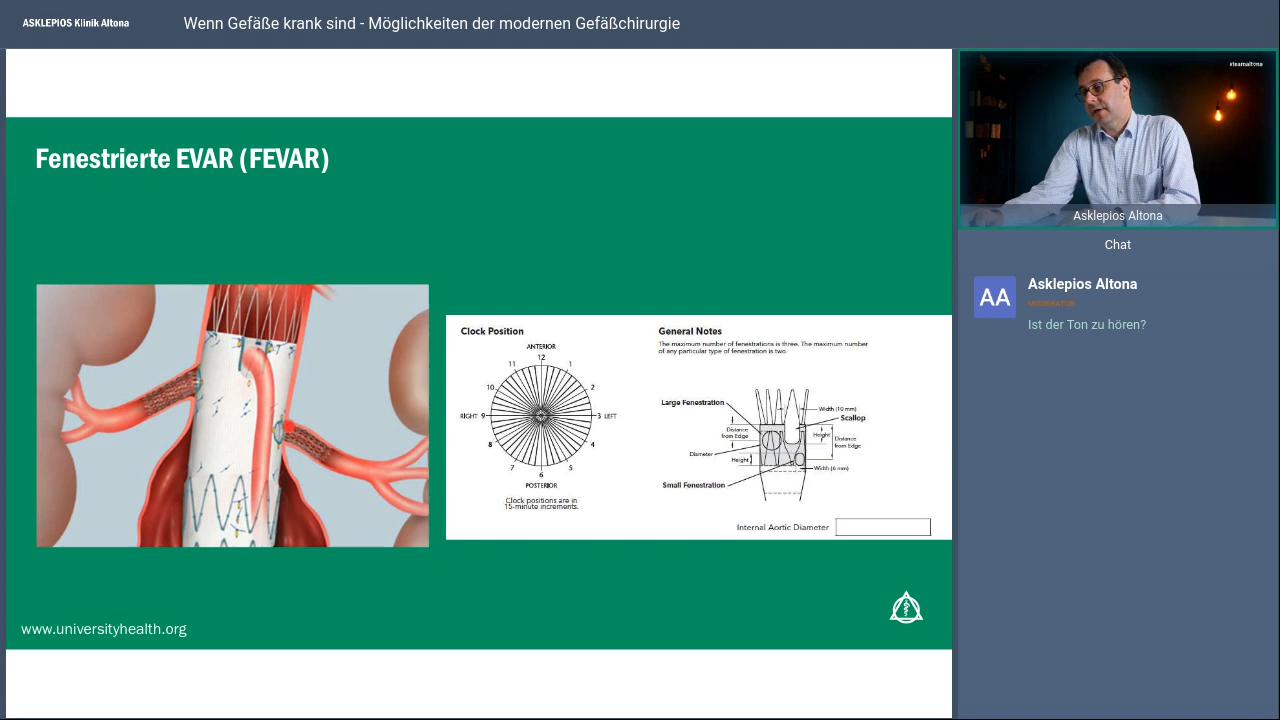 ASKLEPIOS Klinik Altona
Wenn Gefäße krank sind - Möglichkeiten der modernen Gefäßchirurgie
Fenestrierte EVAR (FEVAR)
Clock Position
ANTERIOR
12
11
1
10
2
RIGHT 9
3 LEFT
8
4
7
5
6
POSTERIOR
Clock positions are in
15-minute increments.
General Notes
The maximum number of fenestrations is three. The maximum number
of any particular type of fenestration is two.
Large Fenestration
Width (10 mm)
Scallop
Distance
from Edge
Height
Distance
from Edge
Diameter
Height
Width (6 mm)
Small Fenestration
Internal Aortic Diameter
www.universityhealth.org
#teamaltona
Asklepios Altona
Chat
AA
Asklepios Altona
MODERATOR
Ist der Ton zu hören?